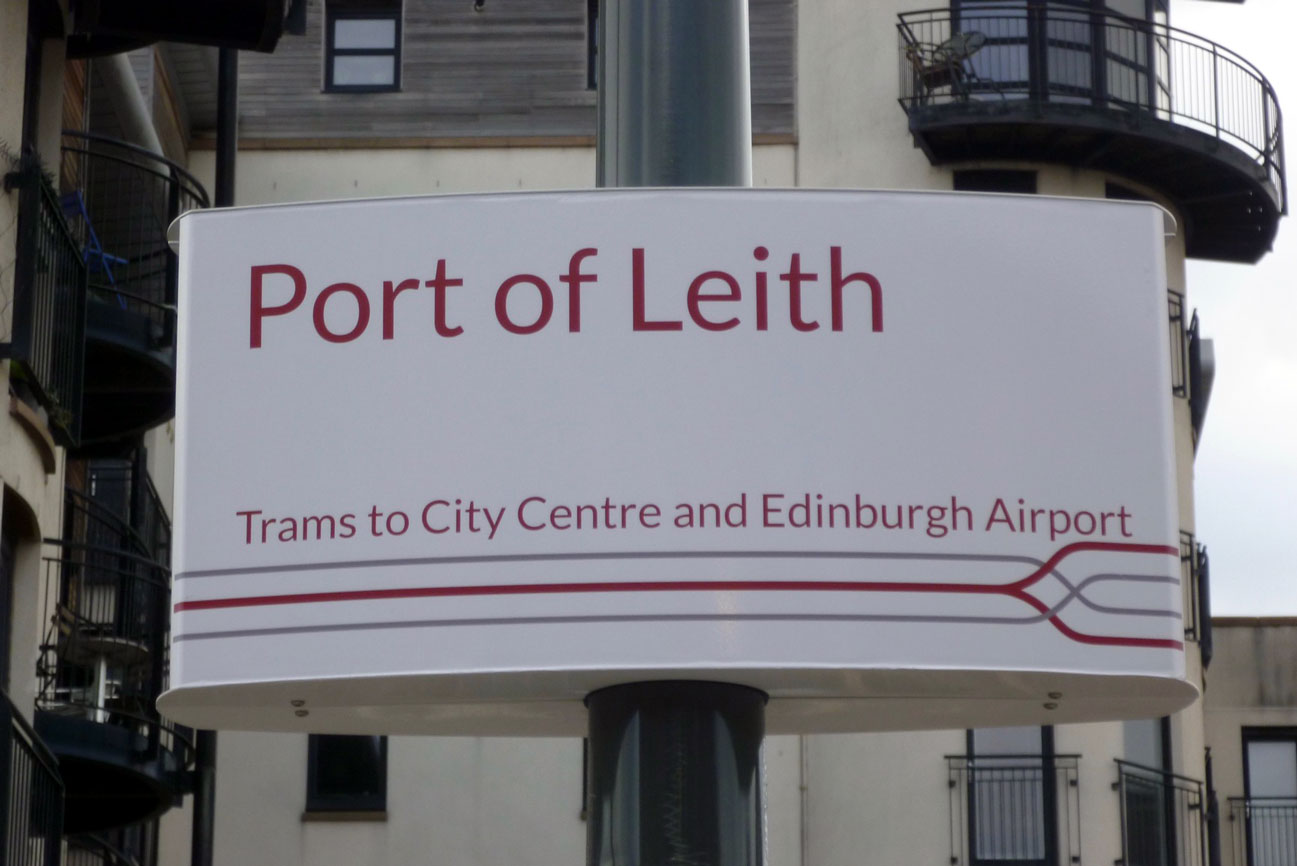 Port of Leith
Trams to City Centre and Edinburgh Airport